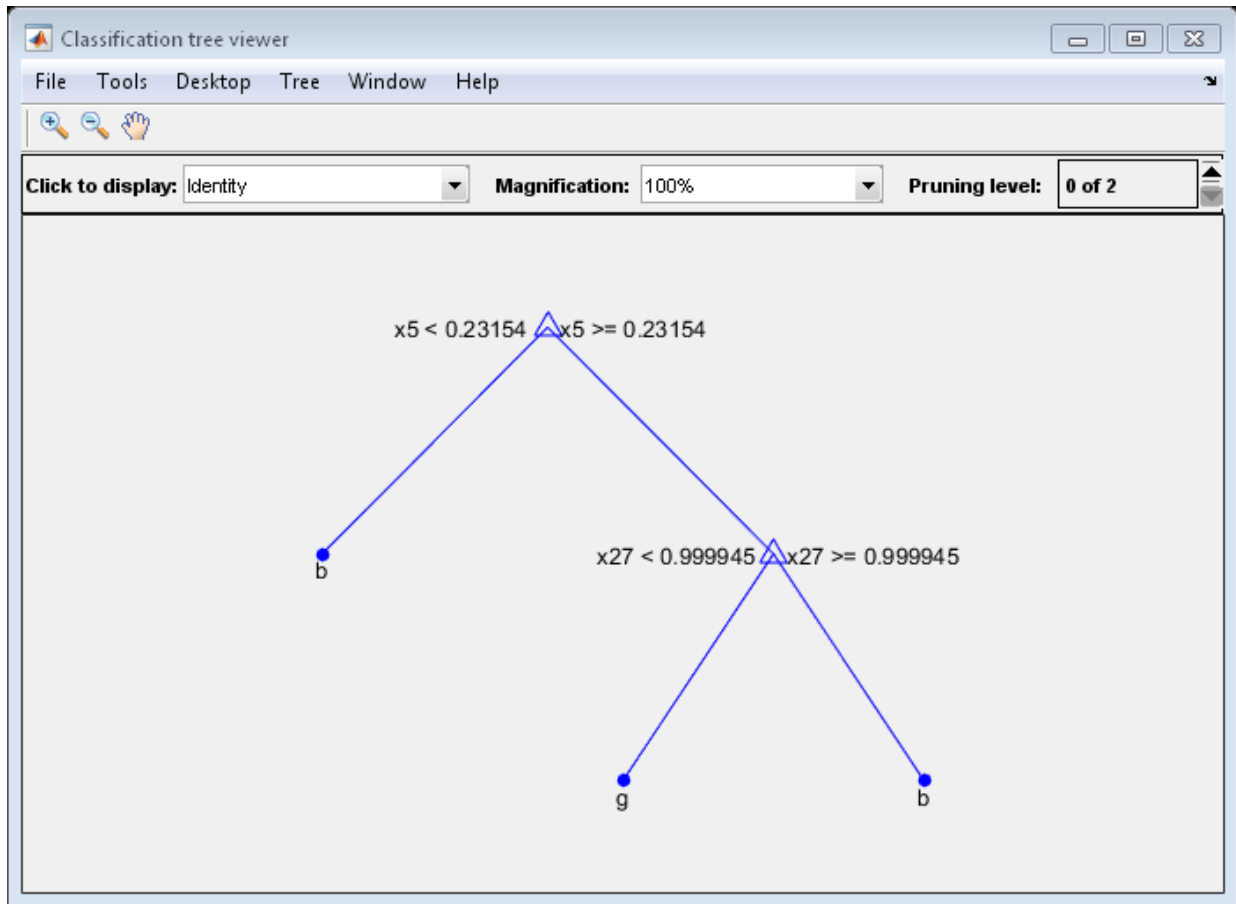 Classification tree viewer
File Tools Desktop Tree Window Help
Click to display: Identity Magnification: 100% Pruning level: 0 of 2
x5 < 0.23154 x5 >= 0.23154
b
x27 < 0.999945 x27 >= 0.999945
g
b